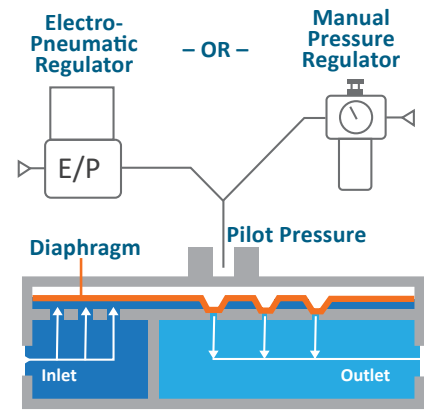 Electro-
Pneumatic
Regulator
– OR –
Manual
Pressure
Regulator
E/P
Pilot Pressure
Diaphragm
Inlet
Outlet